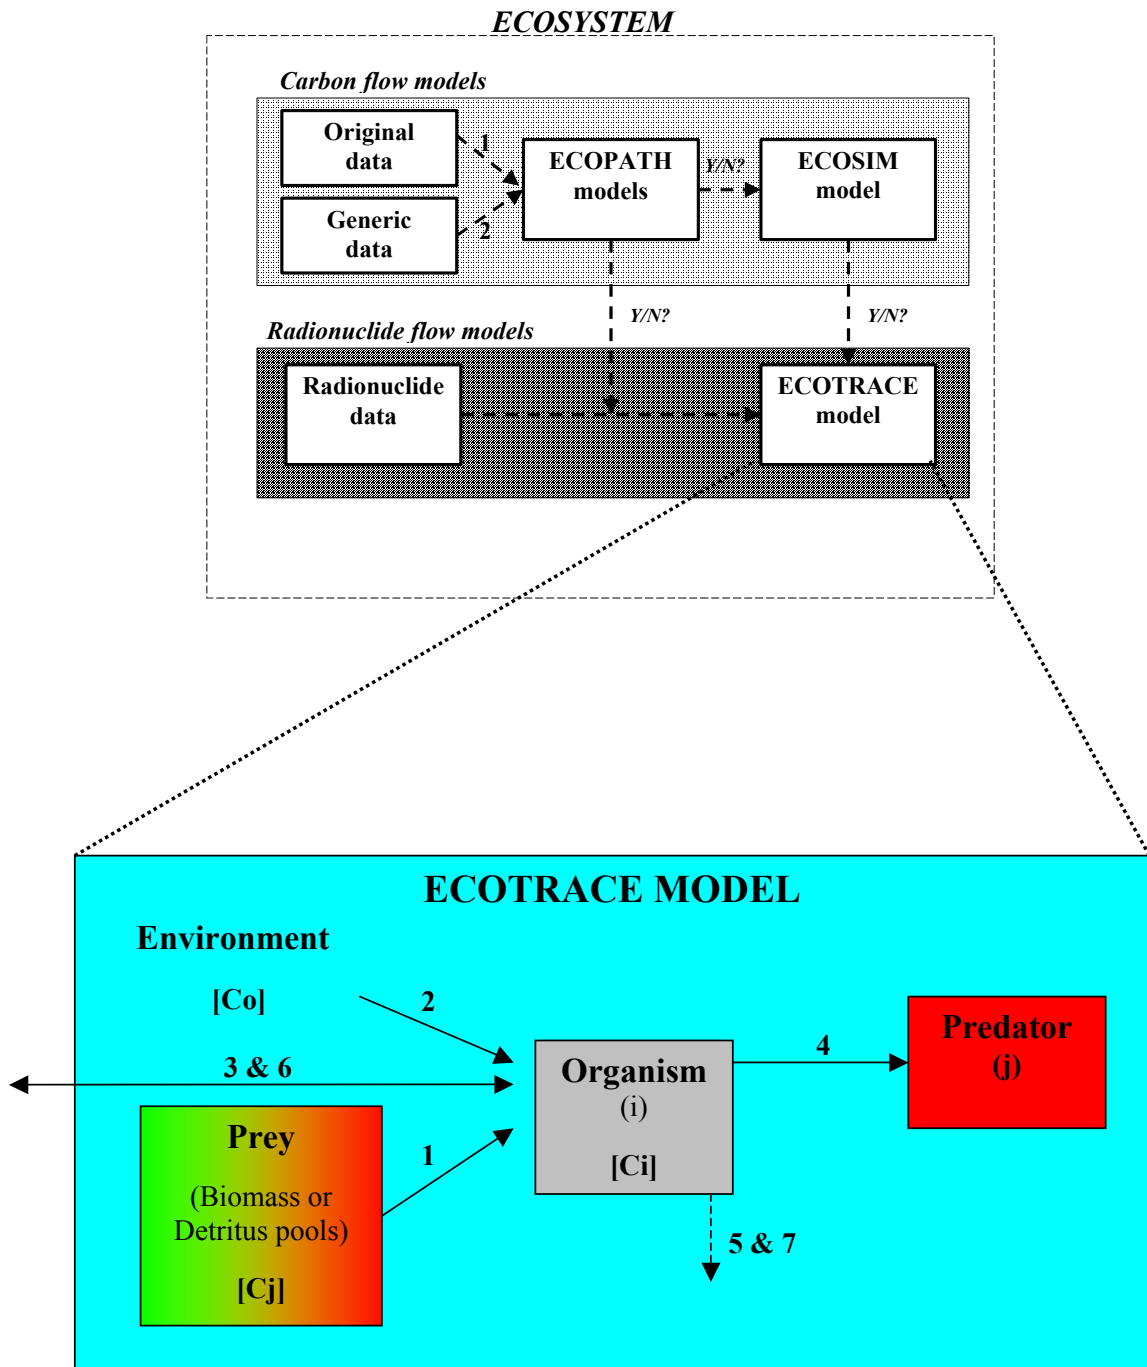 ECOSYSTEM
Carbon flow models
Original
data
1
Generic
data
2
ECOPATH
models
Y/N?
ECOSIM
model
Y/N?
Y/N?
Radionuclide flow models
Radionuclide
data
ECOTRACE
model
ECOTRACE MODEL
Environment
[Co]
2
3 & 6
Prey
(Biomass or
Detritus pools)
[Cj]
1
Organism
(i)
[Ci]
4
Predator
(j)
5 & 7